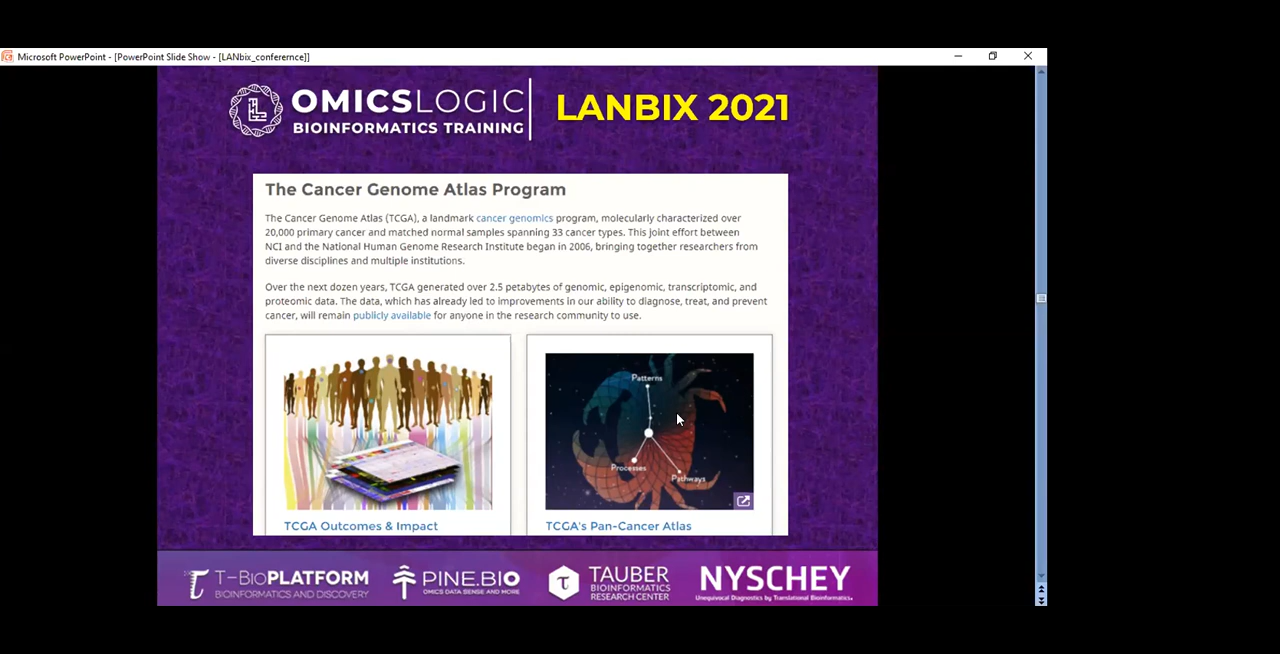 Microsoft PowerPoint - [PowerPoint Slide Show - [LANbix_conferernce]]
OMICSLOGIC
BIOINFORMATICS TRAINING
LANBIX 2021
The Cancer Genome Atlas Program
The Cancer Genome Atlas (TCGA), a landmark cancer genomics program, molecularly characterized over
20,000 primary cancer and matched normal samples spanning 33 cancer types. This joint effort between
NCI and the National Human Genome Research Institute began in 2006, bringing together researchers from
diverse disciplines and multiple institutions.
Over the next dozen years, TCGA generated over 2.5 petabytes of genomic, epigenomic, transcriptomic, and
proteomic data. The data, which has already led to improvements in our ability to diagnose, treat, and prevent
cancer, will remain publicly available for anyone in the research community to use.
Patterns
Processes
Pathways
TCGA Outcomes & Impact
TCGA's Pan-Cancer Atlas
T-BIOPLATFORM
BIOINFORMATICS AND DISCOVERY
PINE.BIO
OMICS DATA SENSE AND MORE
TAUBER
BIOINFORMATICS
RESEARCH CENTER
NYSCHEY
Unequivocal Diagnostics by Translational Bioinformatics.